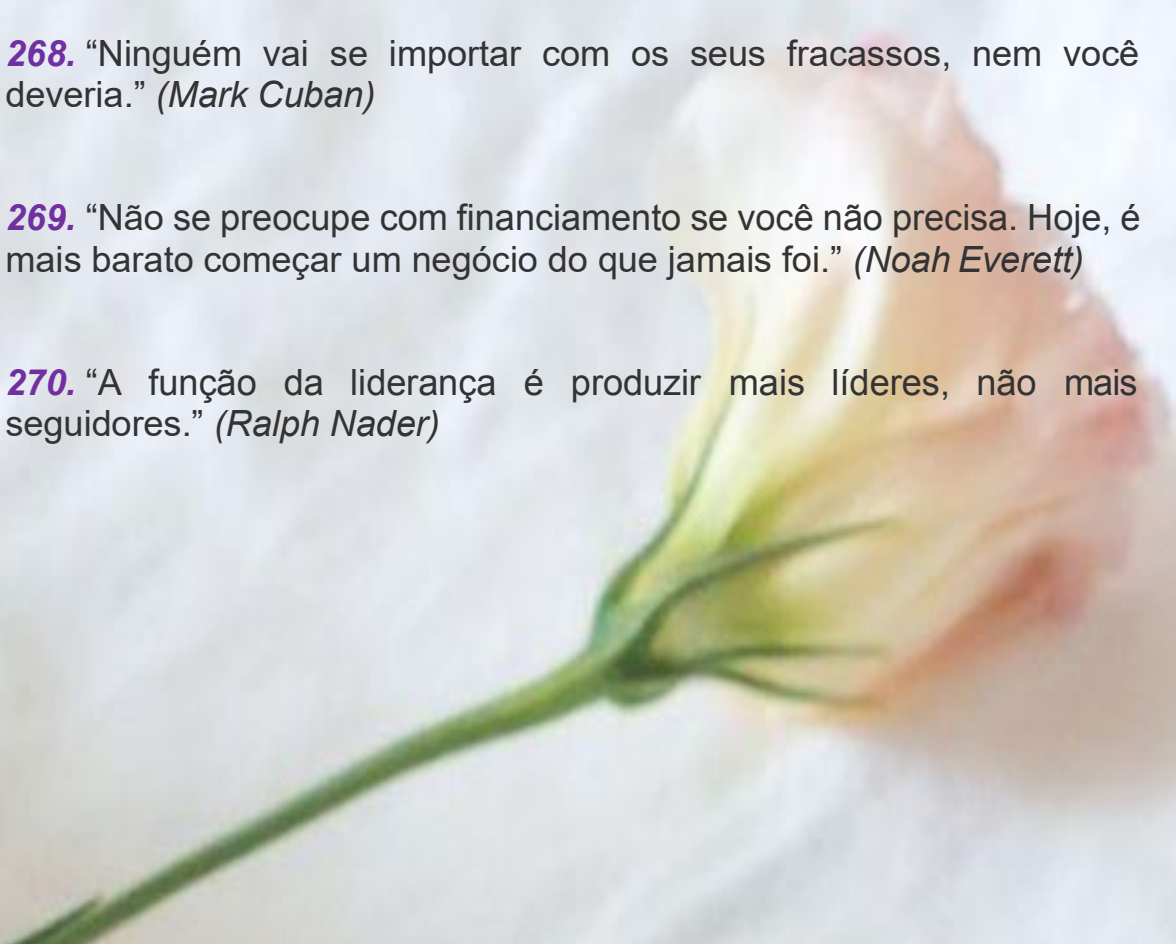 268. “Ninguém vai se importar com os seus fracassos, nem você
deveria.” (Mark Cuban)
269. “Não se preocupe com financiamento se você não precisa. Hoje, é
mais barato começar um negócio do que jamais foi.” (Noah Everett)
270. “A função da liderança é produzir mais líderes, não mais
seguidores.” (Ralph Nader)